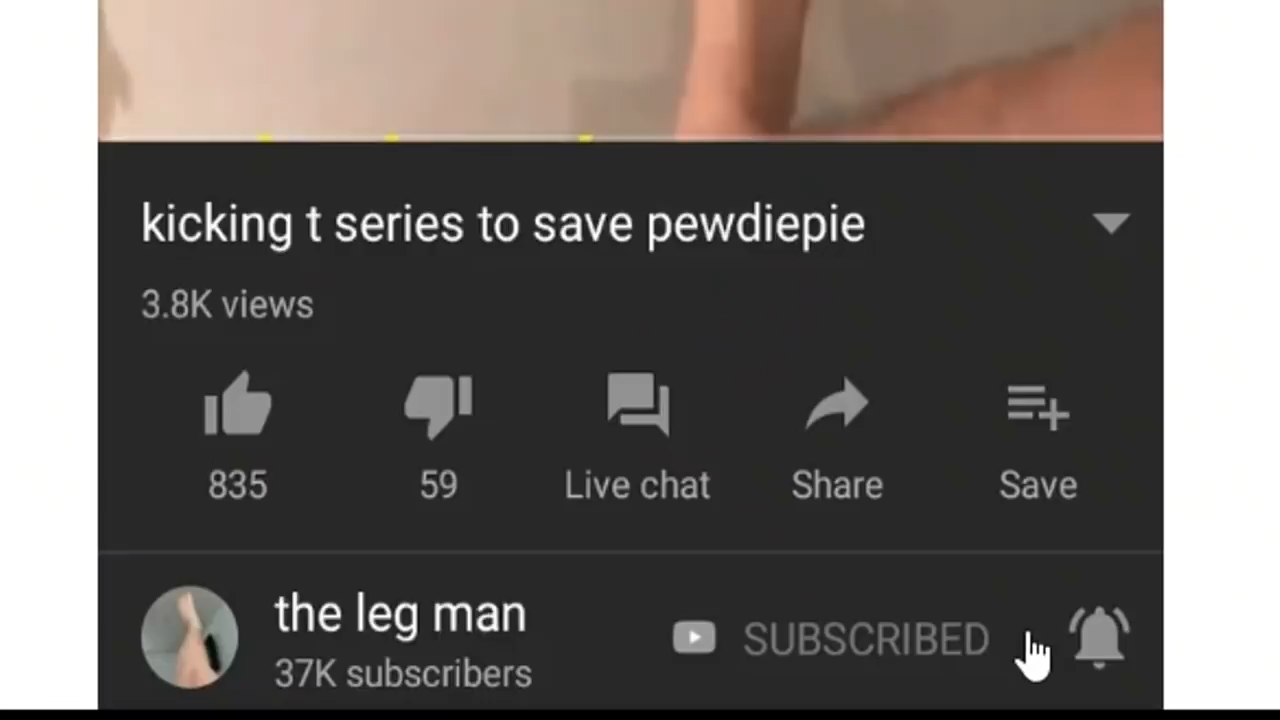 kicking t series to save pewdiepie
3.8K views
835 59 Live chat Share Save
the leg man SUBSCRIBED
37K subscribers